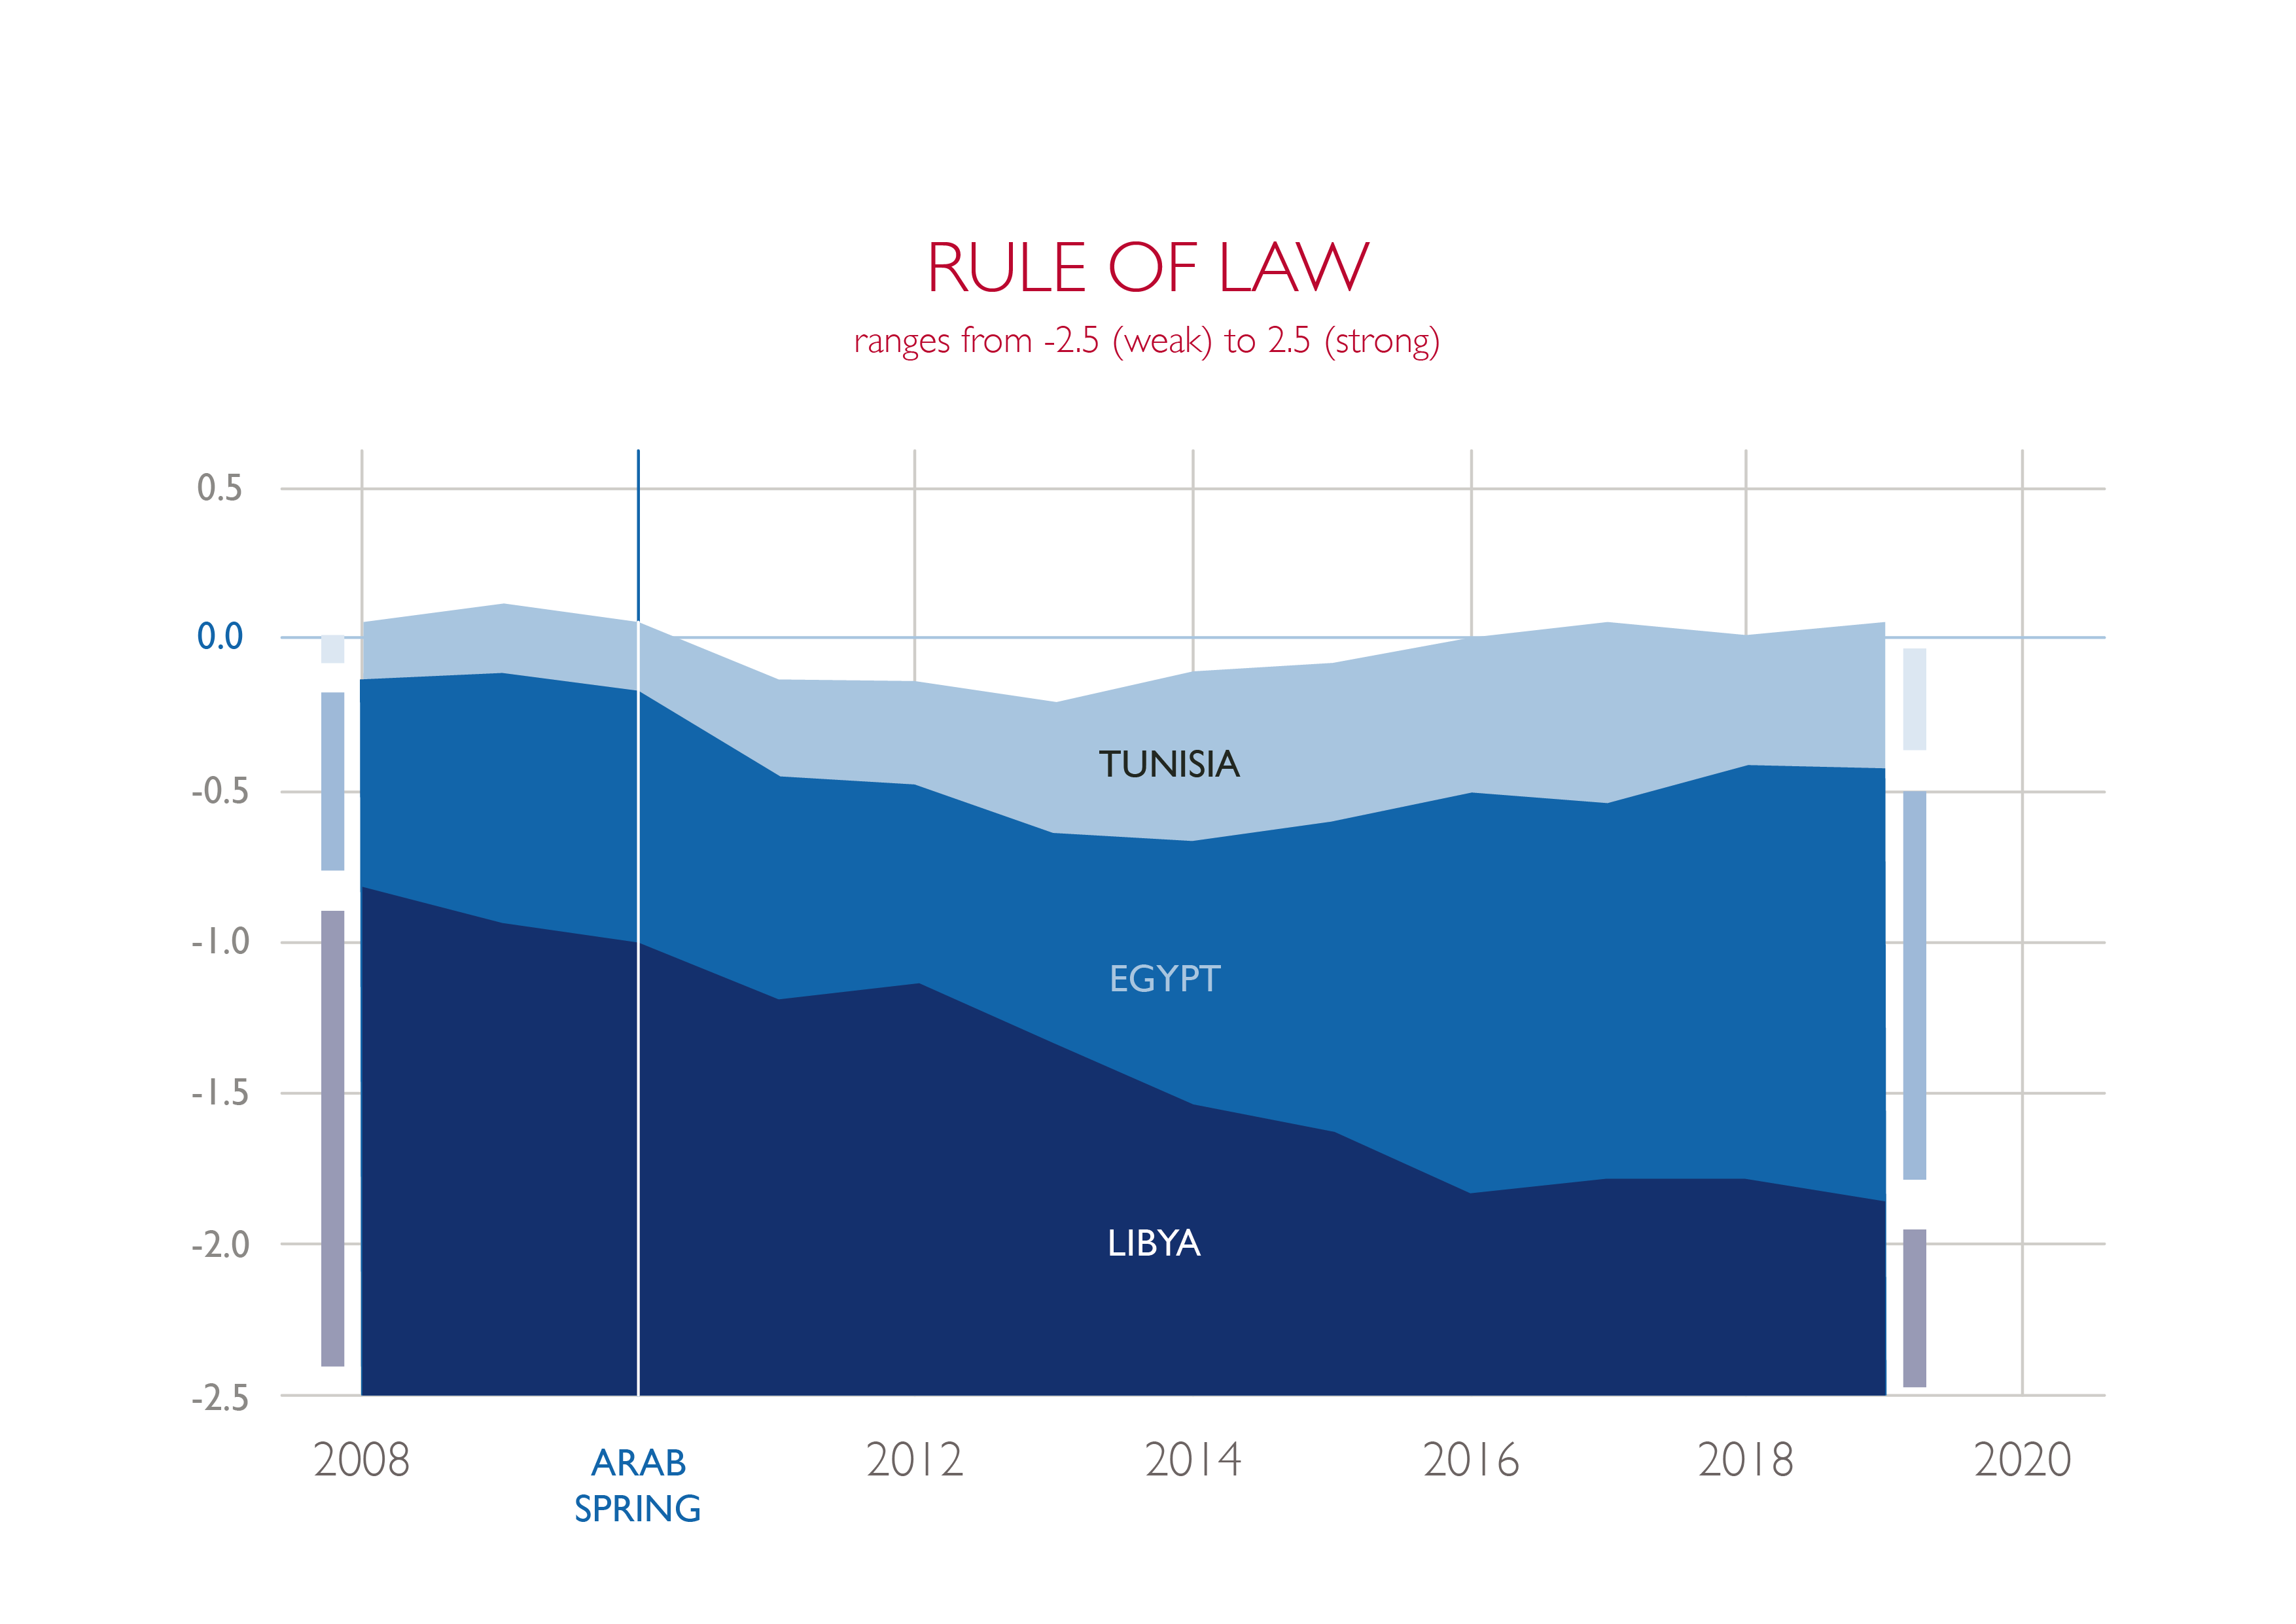 RULE OF LAW
ranges from -2.5 (weak) to 2.5 (strong)
0.5
0.0
-0.5
TUNISIA
-1.0
EGYPT
-1.5
-2.0
LIBYA
-2.5
2008
ARAB
SPRING
2012
2014
2016
2018
2020